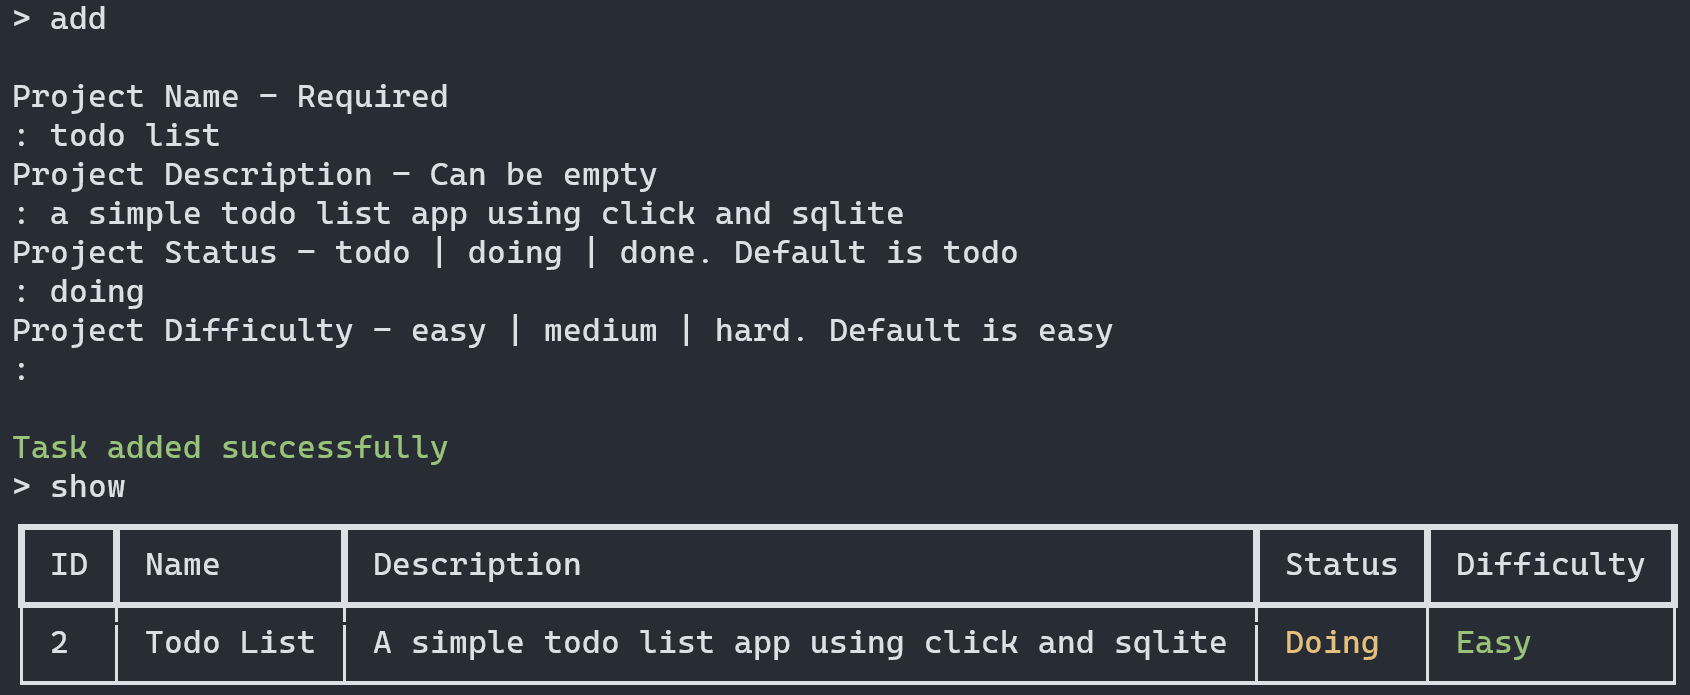 > add
Project Name - Required
: todo list
Project Description - Can be empty
: a simple todo list app using click and sqlite
Project Status - todo | doing | done. Default is todo
: doing
Project Difficulty - easy | medium | hard. Default is easy
:
Task added successfully
> show
ID Name Description Status Difficulty
2 Todo List A simple todo list app using click and sqlite Doing Easy